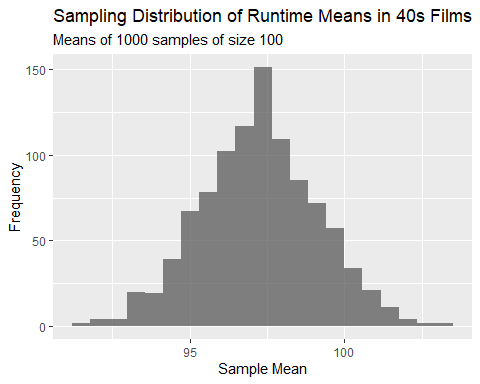 Sampling Distribution of Runtime Means in 40s Films
Means of 1000 samples of size 100
150
100
50
0
Frequency
95
100
Sample Mean